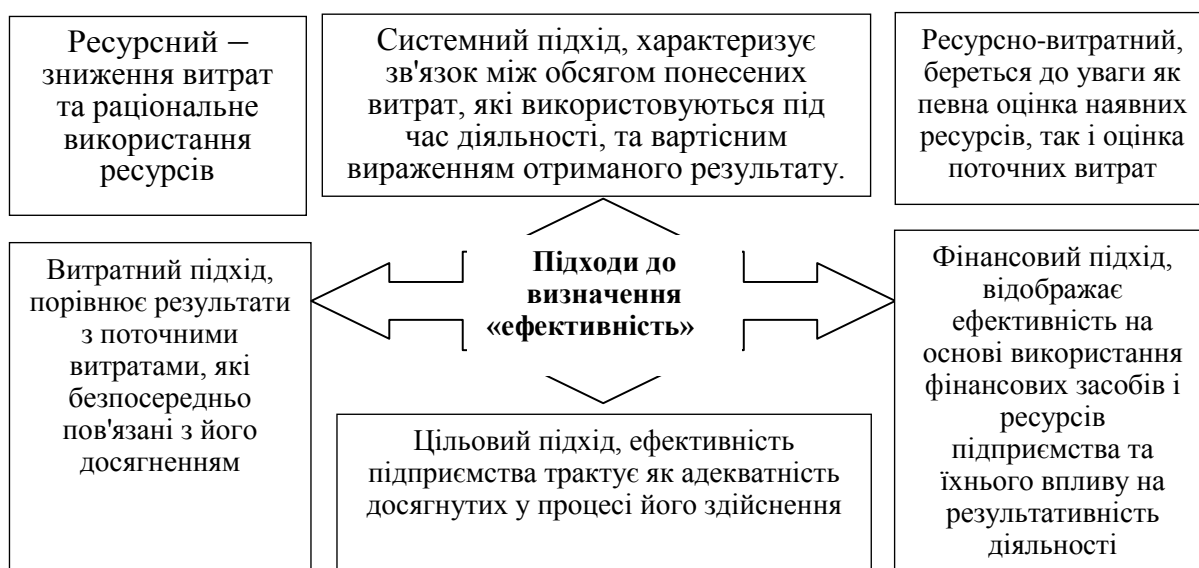 Ресурсний –
зниження витрат
та раціональне
використання
ресурсів
Системний підхід, характеризує
зв'язок між обсягом понесених
витрат, які використовуються під
час діяльності, та вартісним
вираженням отриманого результату.
Ресурсно-витратний,
береться до уваги як
певна оцінка наявних
ресурсів, так і оцінка
поточних витрат
Витратний підхід,
порівнює результати
з поточними
витратами, які
безпосередньо
пов'язані з його
досягненням
Підходи до
визначення
«ефективність»
Фінансовий підхід,
відображає
ефективність на
основі використання
фінансових засобів і
ресурсів
підприємства та
їхнього впливу на
результативність
діяльності
Цільовий підхід, ефективність
підприємства трактує як адекватність
досягнутих у процесі його здійснення